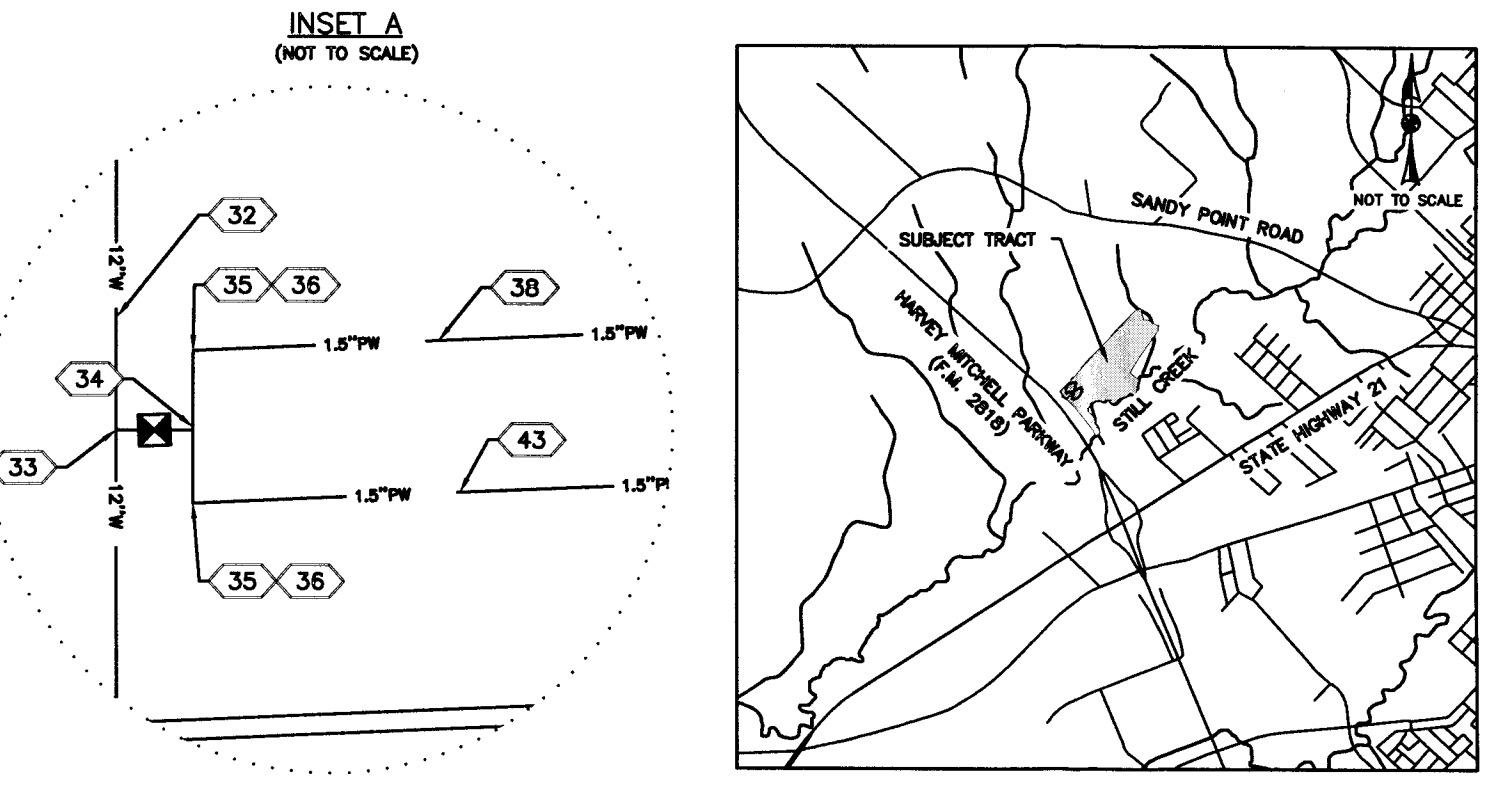 INSET A
(NOT TO SCALE)
12"W
32
35
36
38
1.5"PW
1.5"PW
34
33
43
12"W
1.5"PW
1.5"P
35
36
NOT TO SCALE
SANDY POINT ROAD
SUBJECT TRACT
HARVEY MITCHELL PARKWAY
(F.M. 2818)
STILL CREEK
STATE HIGHWAY 21